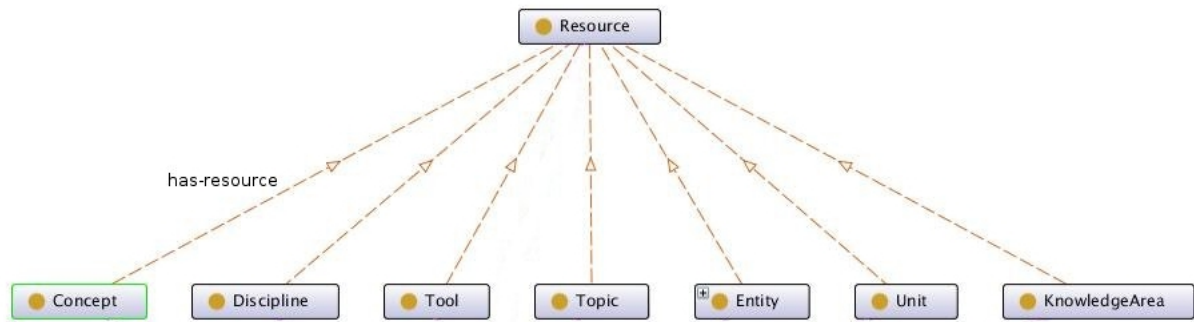 Resource
has-resource
Concept
Discipline
Tool
Topic
Entity
Unit
KnowledgeArea